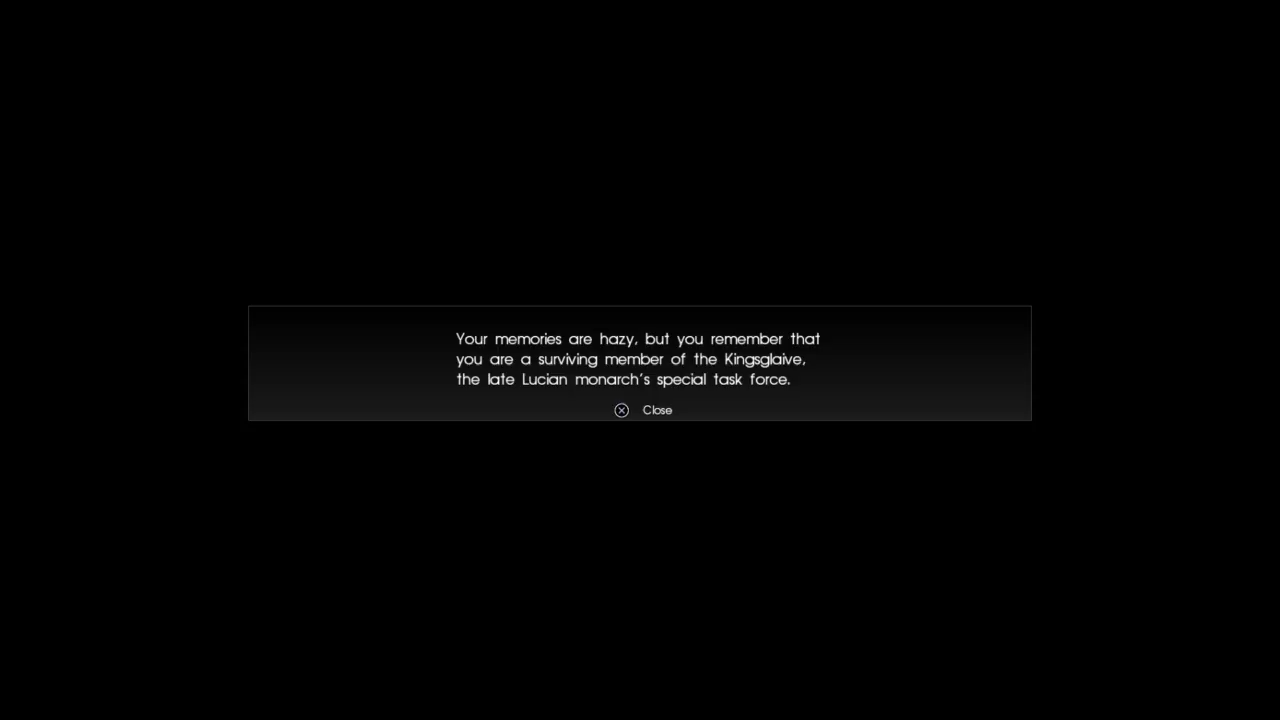 Your memories are hazy, but you remember that
you are a surviving member of the Kingsglaive,
the late Lucian monarch's special task force.
Close